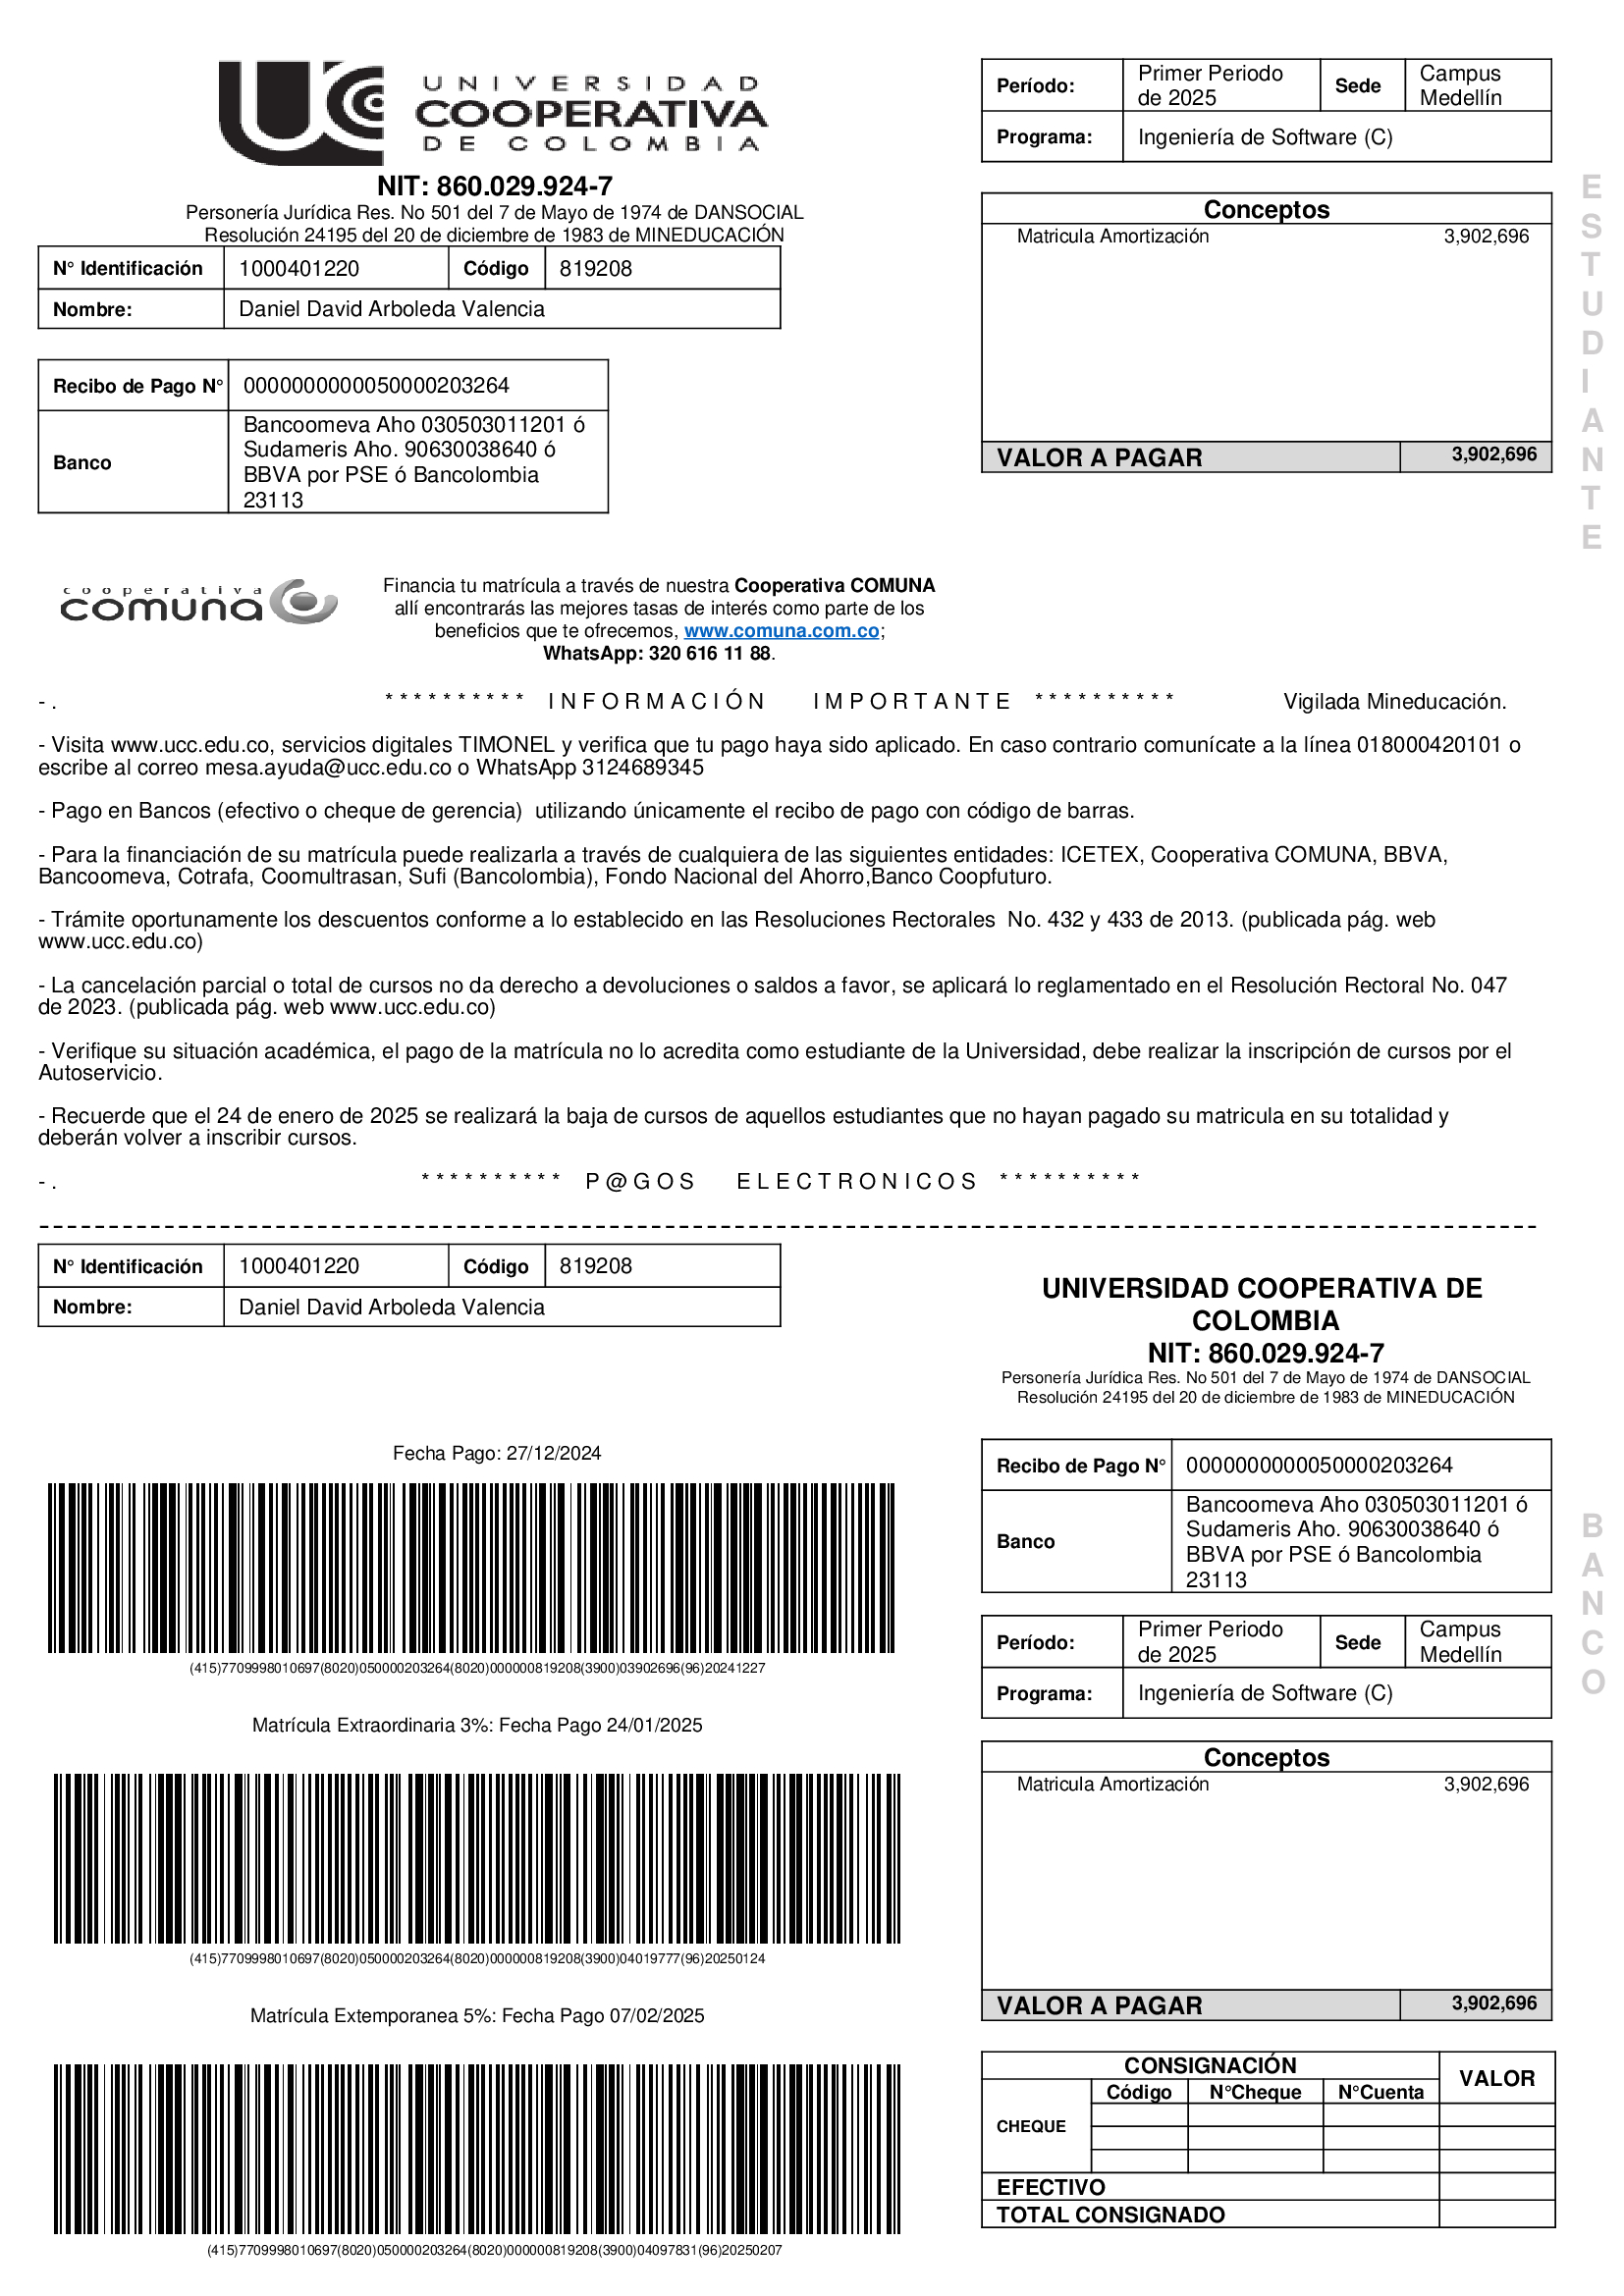 UNIVERSIDAD
COOPERATIVA
DE COLOMBIA
NIT: 860.029.924-7
Personería Jurídica Res. No 501 del 7 de Mayo de 1974 de DANSOCIAL
Resolución 24195 del 20 de diciembre de 1983 de MINEDUCACIÓN
N° Identificación 1000401220 Código 819208
Nombre: Daniel David Arboleda Valencia
Recibo de Pago N° 0000000000050000203264
Banco
Bancoomeva Aho 030503011201 ó
Sudameris Aho. 90630038640 ó
BBVA por PSE ó Bancolombia
23113
Período: Primer Periodo de 2025 Sede Campus Medellín
Programa: Ingeniería de Software (C)
Conceptos
Matricula Amortización 3,902,696
VALOR A PAGAR 3,902,696
ESTUDIANTE
cooperativa
comuna
Financia tu matrícula a través de nuestra Cooperativa COMUNA
allí encontrarás las mejores tasas de interés como parte de los
beneficios que te ofrecemos, www.comuna.com.co;
WhatsApp: 320 616 11 88.
- . * * * * * * * * * * I N F O R M A C I Ó N I M P O R T A N T E * * * * * * * * * * Vigilada Mineducación.
- Visita www.ucc.edu.co, servicios digitales TIMONEL y verifica que tu pago haya sido aplicado. En caso contrario comunícate a la línea 018000420101 o
escribe al correo mesa.ayuda@ucc.edu.co o WhatsApp 3124689345
- Pago en Bancos (efectivo o cheque de gerencia) utilizando únicamente el recibo de pago con código de barras.
- Para la financiación de su matrícula puede realizarla a través de cualquiera de las siguientes entidades: ICETEX, Cooperativa COMUNA, BBVA,
Bancoomeva, Cotrafa, Coomultrasan, Sufi (Bancolombia), Fondo Nacional del Ahorro,Banco Coopfuturo.
- Trámite oportunamente los descuentos conforme a lo establecido en las Resoluciones Rectorales No. 432 y 433 de 2013. (publicada pág. web
www.ucc.edu.co)
- La cancelación parcial o total de cursos no da derecho a devoluciones o saldos a favor, se aplicará lo reglamentado en el Resolución Rectoral No. 047
de 2023. (publicada pág. web www.ucc.edu.co)
- Verifique su situación académica, el pago de la matrícula no lo acredita como estudiante de la Universidad, debe realizar la inscripción de cursos por el
Autoservicio.
- Recuerde que el 24 de enero de 2025 se realizará la baja de cursos de aquellos estudiantes que no hayan pagado su matricula en su totalidad y
deberán volver a inscribir cursos.
- . * * * * * * * * * * P @ G O S E L E C T R O N I C O S * * * * * * * * * *
N° Identificación 1000401220 Código 819208
Nombre: Daniel David Arboleda Valencia
UNIVERSIDAD COOPERATIVA DE
COLOMBIA
NIT: 860.029.924-7
Personería Jurídica Res. No 501 del 7 de Mayo de 1974 de DANSOCIAL
Resolución 24195 del 20 de diciembre de 1983 de MINEDUCACIÓN
Fecha Pago: 27/12/2024
(415)7709998010697(8020)050000203264(8020)000000819208(3900)03902696(96)20241227
Matrícula Extraordinaria 3%: Fecha Pago 24/01/2025
(415)7709998010697(8020)050000203264(8020)000000819208(3900)04019777(96)20250124
Matrícula Extemporanea 5%: Fecha Pago 07/02/2025
(415)7709998010697(8020)050000203264(8020)000000819208(3900)04097831(96)20250207
Recibo de Pago N° 0000000000050000203264
Banco
Bancoomeva Aho 030503011201 ó
Sudameris Aho. 90630038640 ó
BBVA por PSE ó Bancolombia
23113
Período: Primer Periodo de 2025 Sede Campus Medellín
Programa: Ingeniería de Software (C)
Conceptos
Matricula Amortización 3,902,696
VALOR A PAGAR 3,902,696
BANCO
CONSIGNACIÓN VALOR
Código N°Cheque N°Cuenta
CHEQUE
EFECTIVO
TOTAL CONSIGNADO